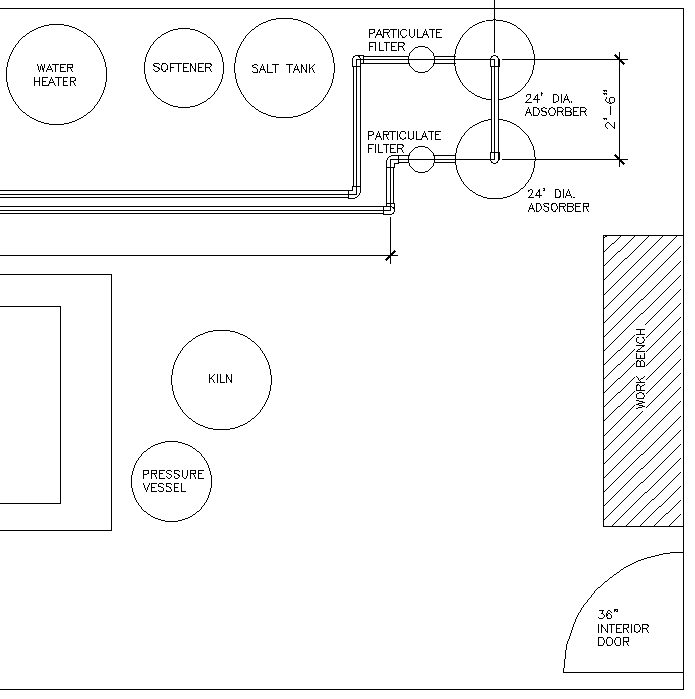 PARTICULATE
FILTER
WATER
HEATER
SOFTENER
SALT TANK
24" DIA.
ADSORBER
2'-6"
PARTICULATE
FILTER
24" DIA.
ADSORBER
WORK BENCH
KILN
PRESSURE
VESSEL
36"
INTERIOR
DOOR